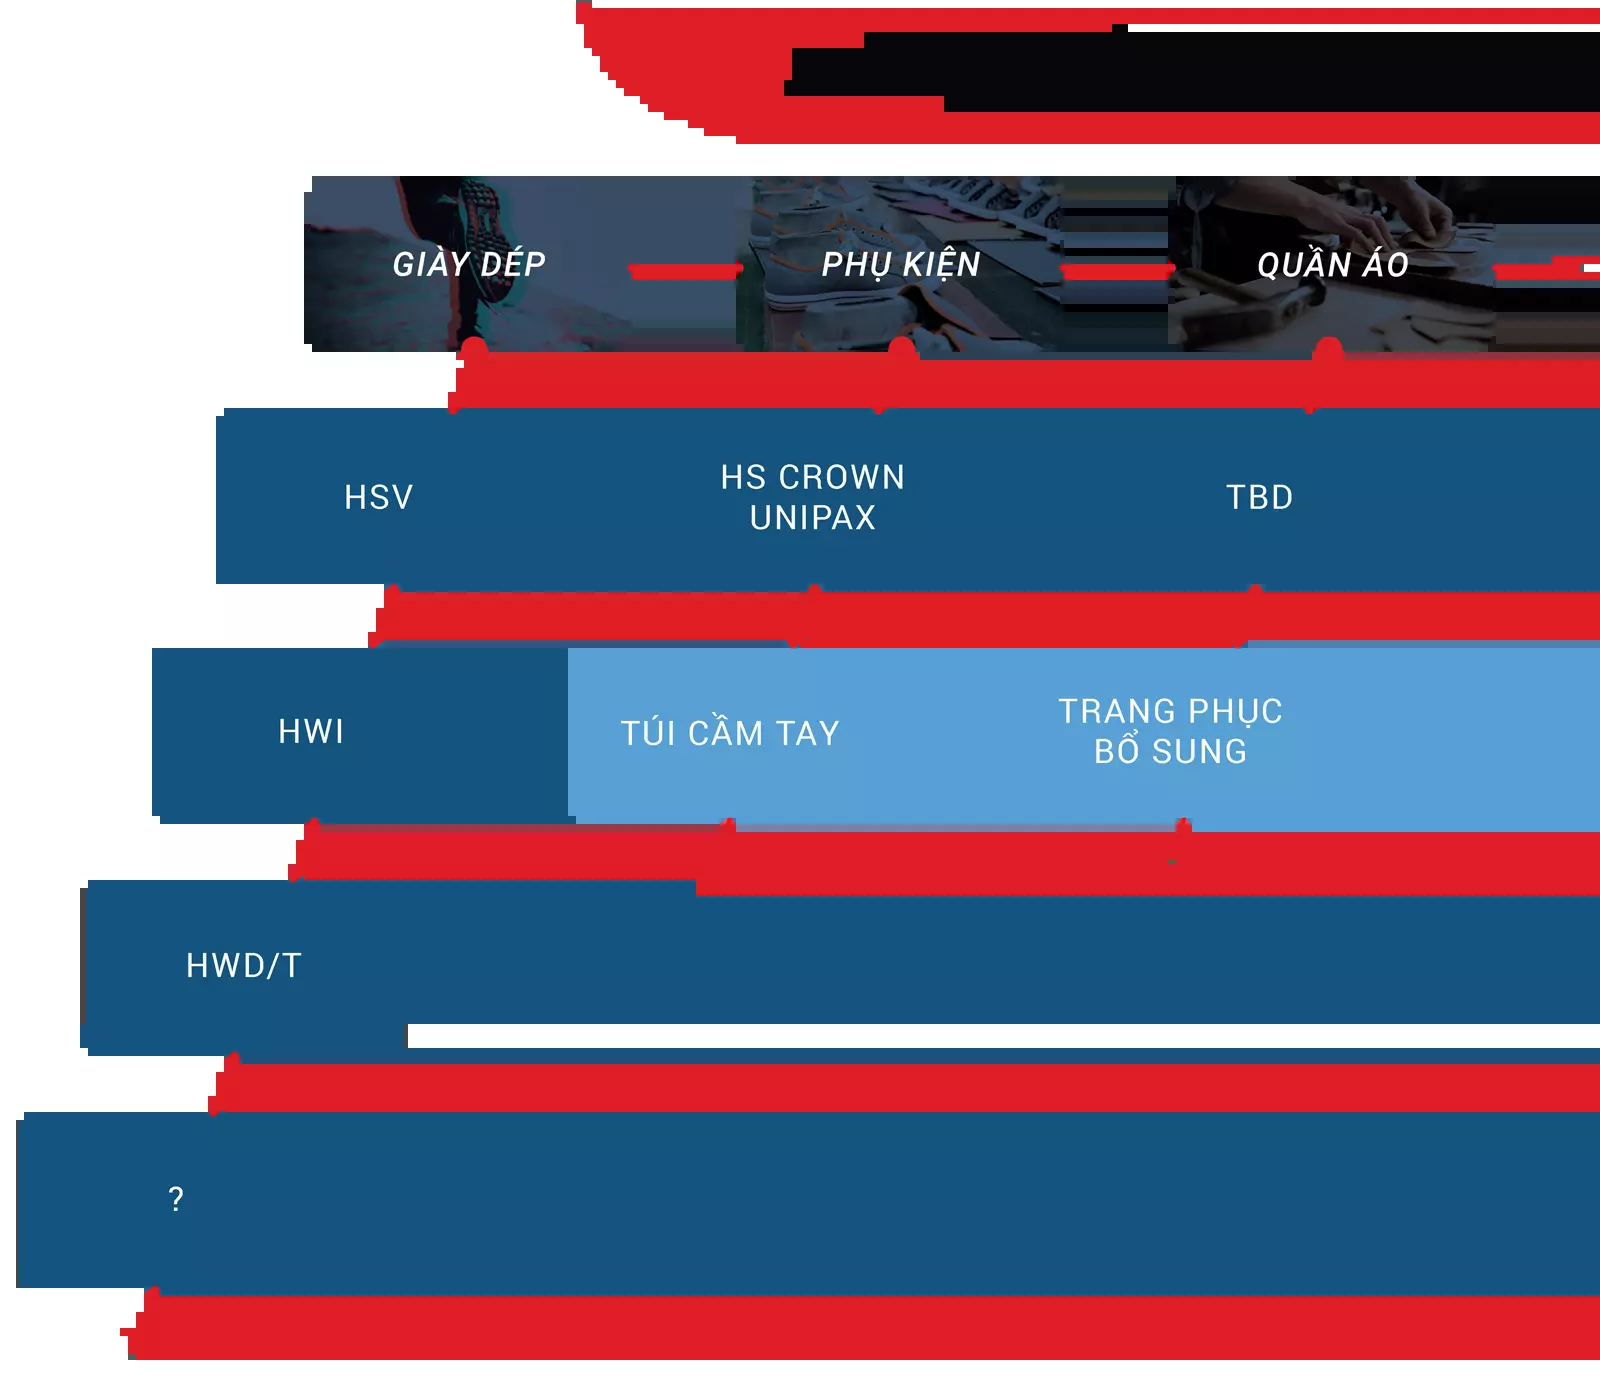 GIÀY DÉP
PHỤ KIỆN
QUẦN ÁO
HSV
HS CROWN
UNIPAX
TBD
HWI
TÚI CẦM TAY
TRANG PHỤC
BỔ SUNG
HWD/T
?